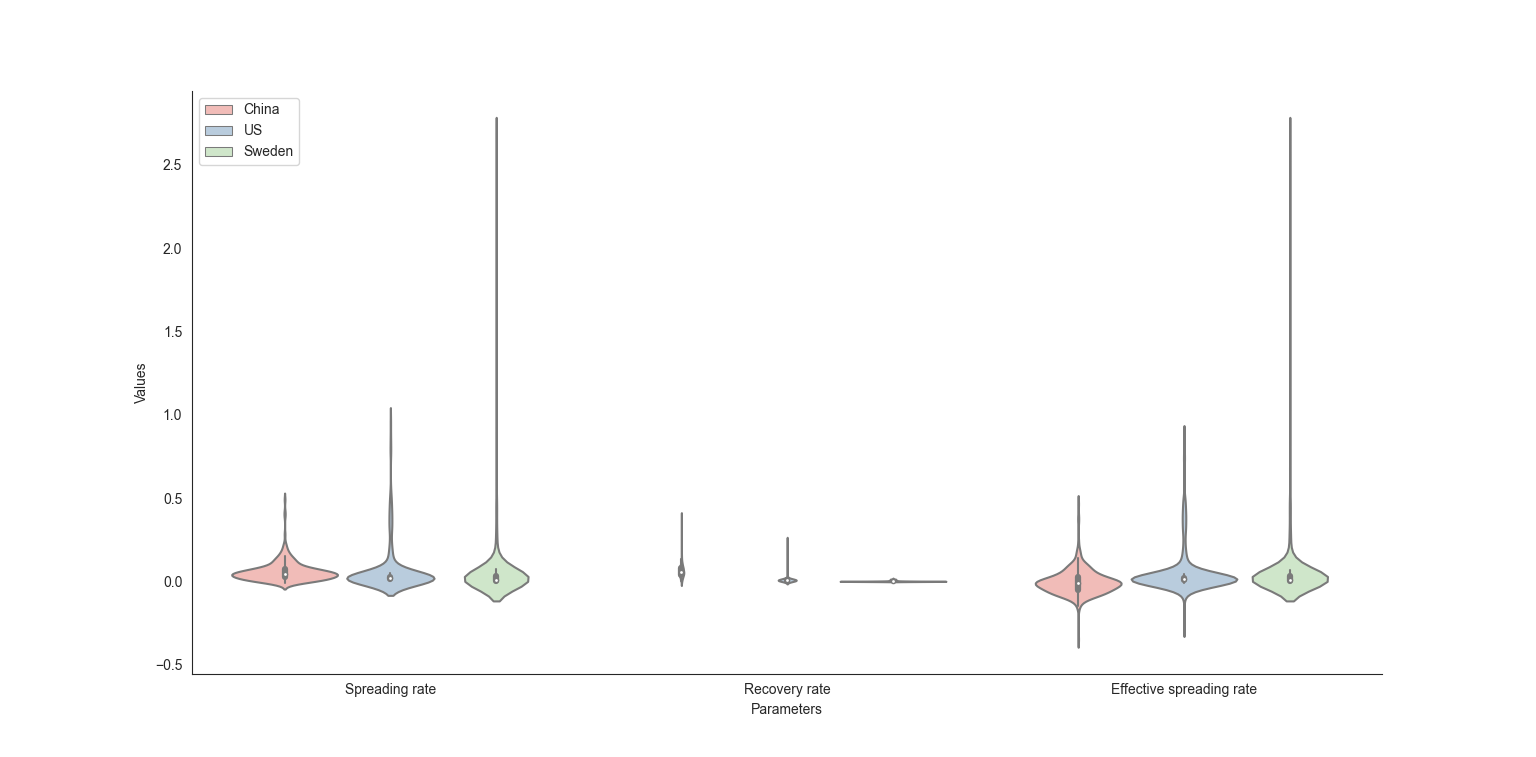 China
US
Sweden
2.5
2.0
1.5
1.0
0.5
0.0
−0.5
Values
Spreading rate
Recovery rate
Effective spreading rate
Parameters